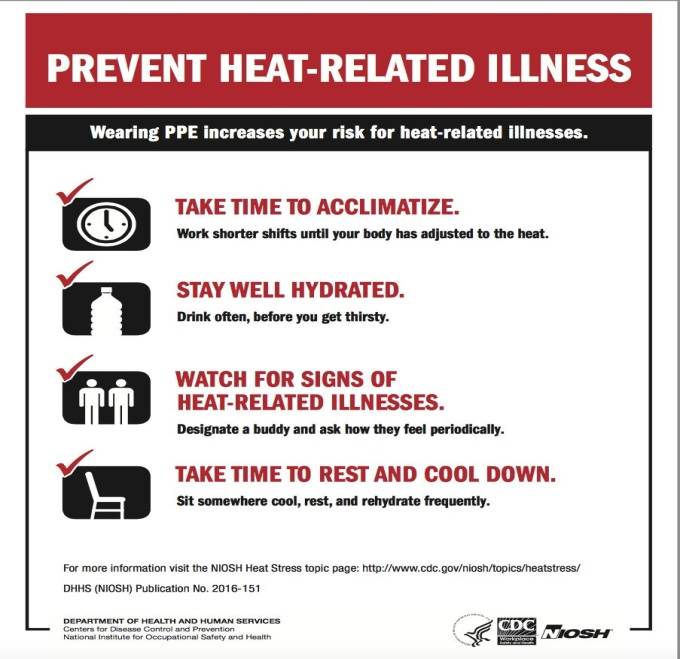 PREVENT HEAT-RELATED ILLNESS
Wearing PPE increases your risk for heat-related illnesses.
TAKE TIME TO ACCLIMATIZE.
Work shorter shifts until your body has adjusted to the heat.
STAY WELL HYDRATED.
Drink often, before you get thirsty.
WATCH FOR SIGNS OF
HEAT-RELATED ILLNESSES.
Designate a buddy and ask how they feel periodically.
TAKE TIME TO REST AND COOL DOWN.
Sit somewhere cool, rest, and rehydrate frequently.
For more information visit the NIOSH Heat Stress topic page: http://www.cdc.gov/niosh/topics/heatstress/
DHHS (NIOSH) Publication No. 2016-151
DEPARTMENT OF HEALTH AND HUMAN SERVICES
Centers for Disease Control and Prevention
National Institute for Occupational Safety and Health
CDC
Workplace
Safety and Health
NIOSH